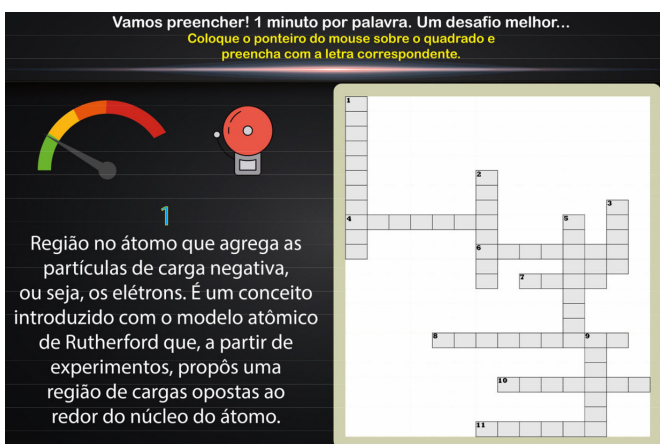 Vamos preencher! 1 minuto por palavra. Um desafio melhor...
Coloque o ponteiro do mouse sobre o quadrado e
preencha com a letra correspondente.
1
Região no átomo que agrega as
partículas de carga negativa,
ou seja, os elétrons. É um conceito
introduzido com o modelo atômico
de Rutherford que, a partir de
experimentos, propôs uma
região de cargas opostas ao
redor do núcleo do átomo.
1
2
3
4
5
6
7
8
9
10
11